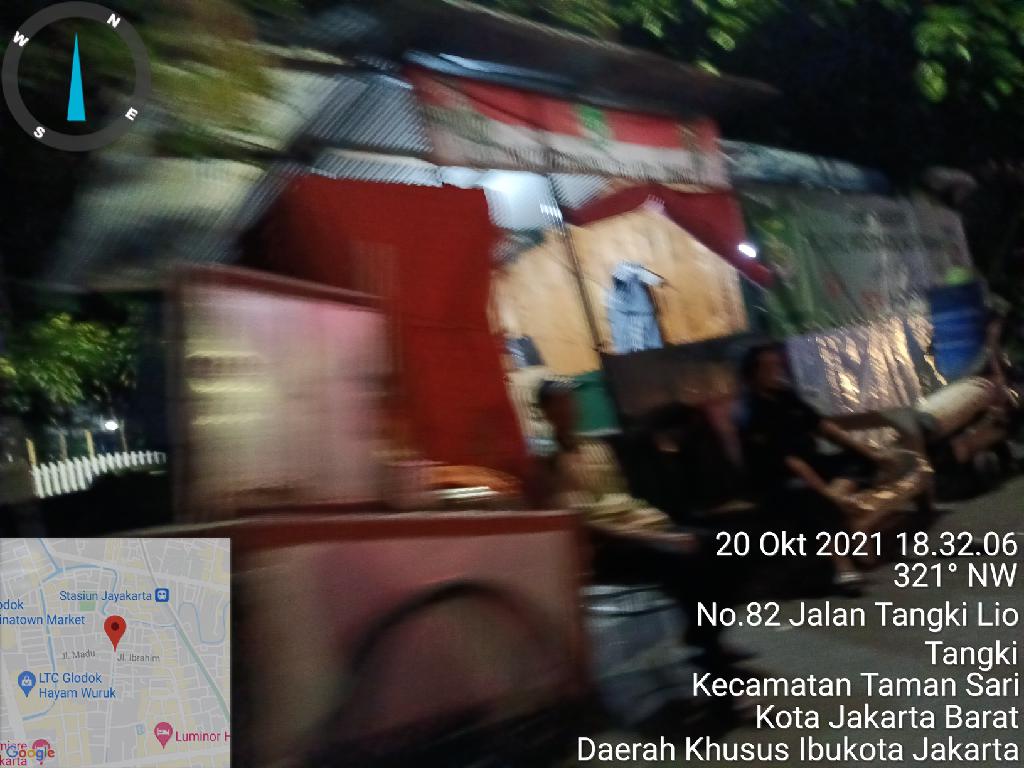 N
W
E
S
20 Okt 2021 18.32.06
321° NW
No.82 Jalan Tangki Lio
Tangki
Kecamatan Taman Sari
Kota Jakarta Barat
Daerah Khusus Ibukota Jakarta
Stasiun Jayakarta
Market
Jl. Madu
Jl. Ibrahim
LTC Glodok
Hayam Wuruk
Luminor H
Google